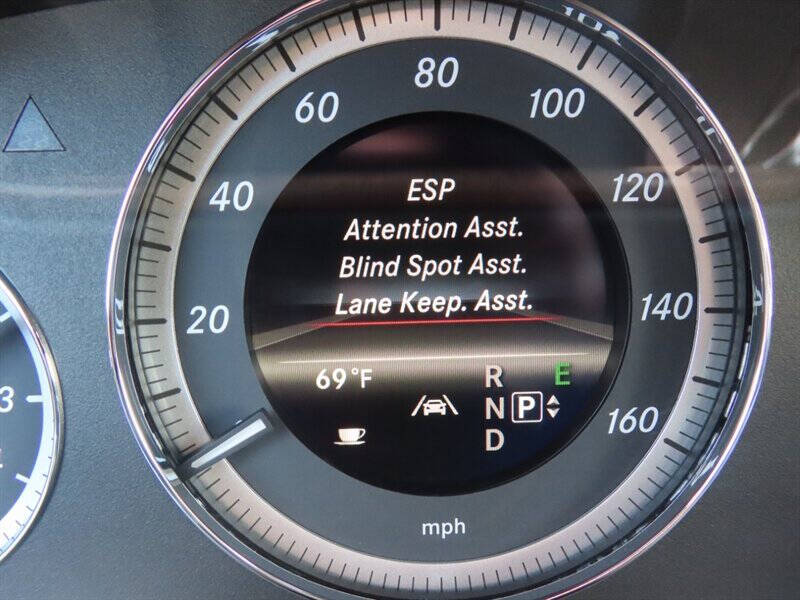 80
60
100
40
120
ESP
Attention Asst.
Blind Spot Asst.
Lane Keep. Asst.
20
140
69°F
R
E
N
P
D
160
mph
3